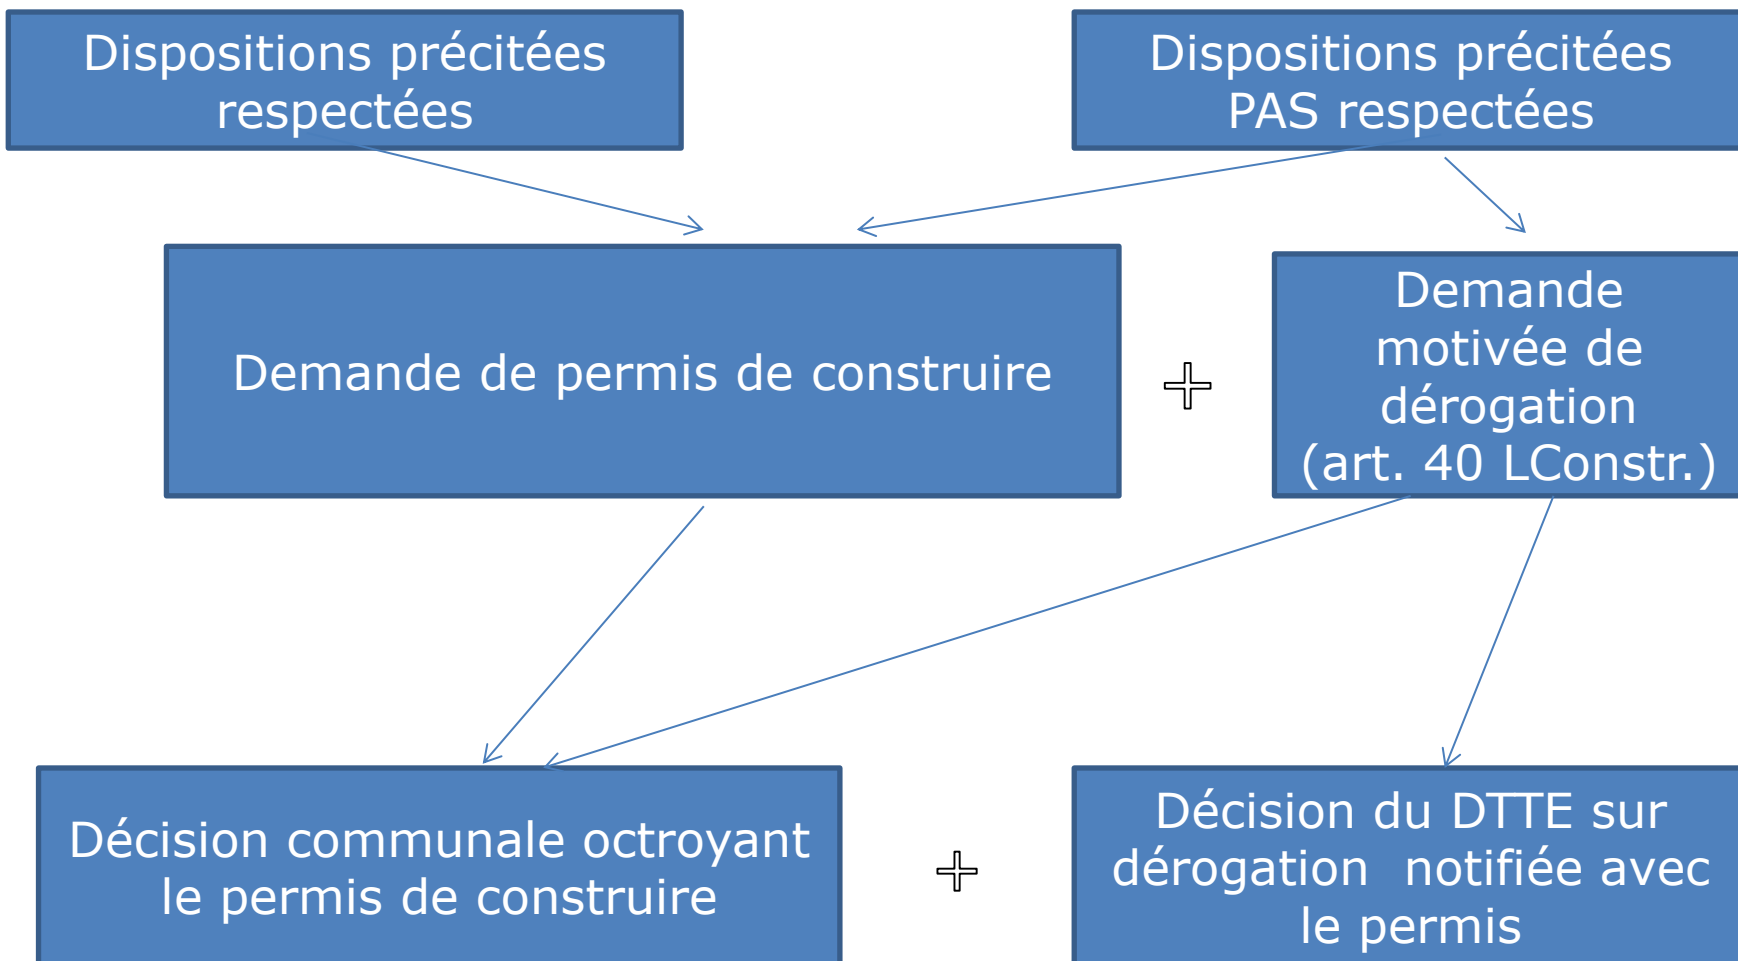 Dispositions précitées
respectées
Dispositions précitées
PAS respectées
Demande de permis de construire
Demande
motivée de
dérogation
(art. 40 LConstr.)
Décision communale octroyant
le permis de construire
Décision du DTTE sur
dérogation  notifiée avec
le permis